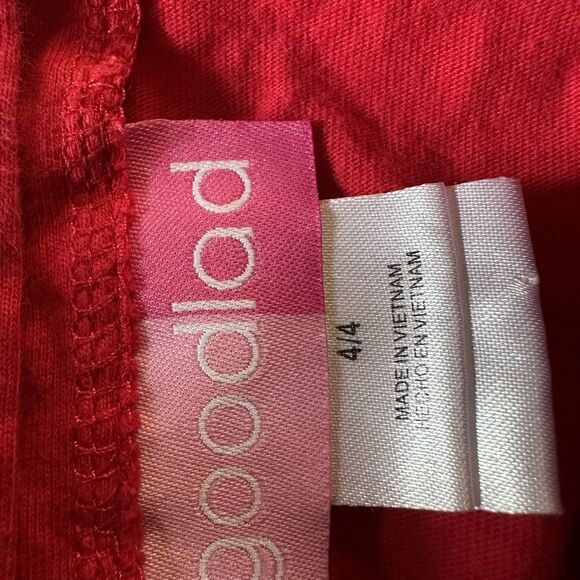 goodlad
4/4
MADE IN VIETNAM
HECHO EN VIETNAM